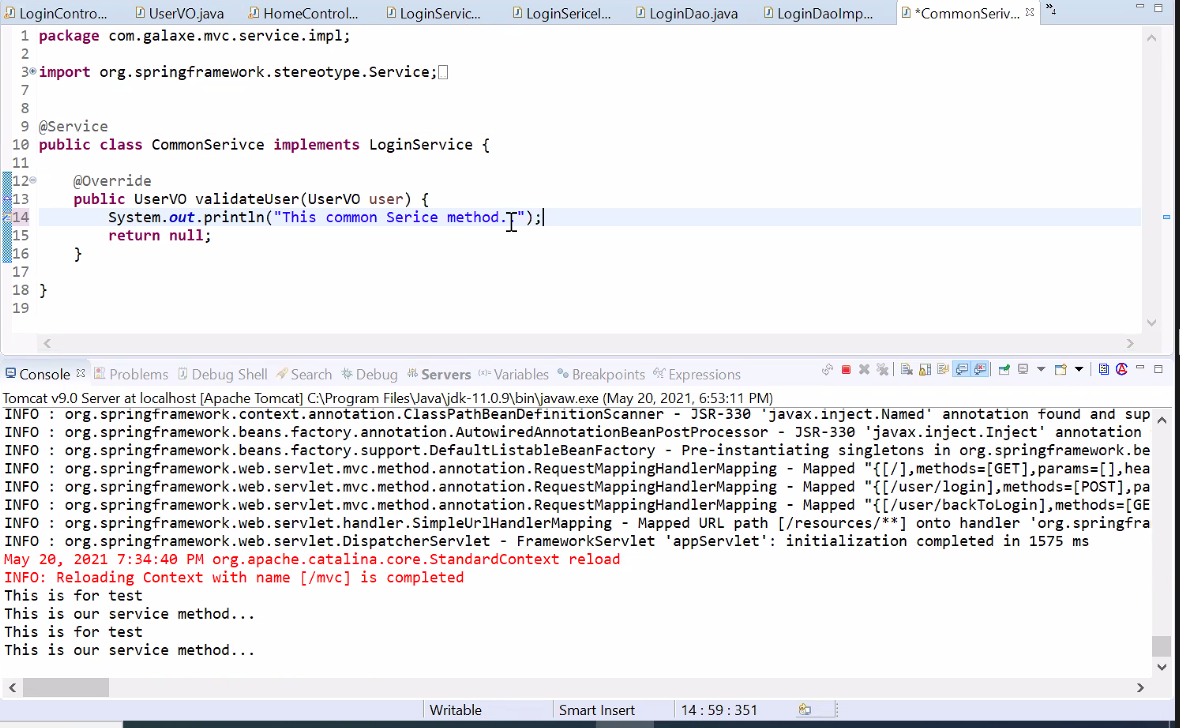 LoginContro... UserVO.java HomeControl... LoginServic... LoginSericeI... LoginDao.java LoginDaoImp... *CommonSeriv... »4
1 package com.galaxe.mvc.service.impl;
2
3 import org.springframework.stereotype.Service;
7
8
9 @Service
10 public class CommonSerivce implements LoginService {
11
12 @Override
13 public UserVO validateUser(UserVO user) {
14 System.out.println("This common Serice method..");
15 return null;
16 }
17
18 }
19
Console Problems Debug Shell Search Debug Servers Variables Breakpoints Expressions
Tomcat v9.0 Server at localhost [Apache Tomcat] C:\Program Files\Java\jdk-11.0.9\bin\javaw.exe (May 20, 2021, 6:53:11 PM)
INFO : org.springframework.context.annotation.ClassPathBeanDefinitionScanner - JSR-330 'javax.inject.Named' annotation found and sup
INFO : org.springframework.beans.factory.annotation.AutowiredAnnotationBeanPostProcessor - JSR-330 'javax.inject.Inject' annotation
INFO : org.springframework.beans.factory.support.DefaultListableBeanFactory - Pre-instantiating singletons in org.springframework.be
INFO : org.springframework.web.servlet.mvc.method.annotation.RequestMappingHandlerMapping - Mapped "{[/],methods=[GET],params=[],hea
INFO : org.springframework.web.servlet.mvc.method.annotation.RequestMappingHandlerMapping - Mapped "{[/user/login],methods=[POST],pa
INFO : org.springframework.web.servlet.mvc.method.annotation.RequestMappingHandlerMapping - Mapped "{[/user/backToLogin],methods=[GE
INFO : org.springframework.web.servlet.handler.SimpleUrlHandlerMapping - Mapped URL path [/resources/**] onto handler 'org.springfra
INFO : org.springframework.web.servlet.DispatcherServlet - FrameworkServlet 'appServlet': initialization completed in 1575 ms
May 20, 2021 7:34:40 PM org.apache.catalina.core.StandardContext reload
INFO: Reloading Context with name [/mvc] is completed
This is for test
This is our service method...
This is for test
This is our service method...
Writable Smart Insert 14 : 59 : 351